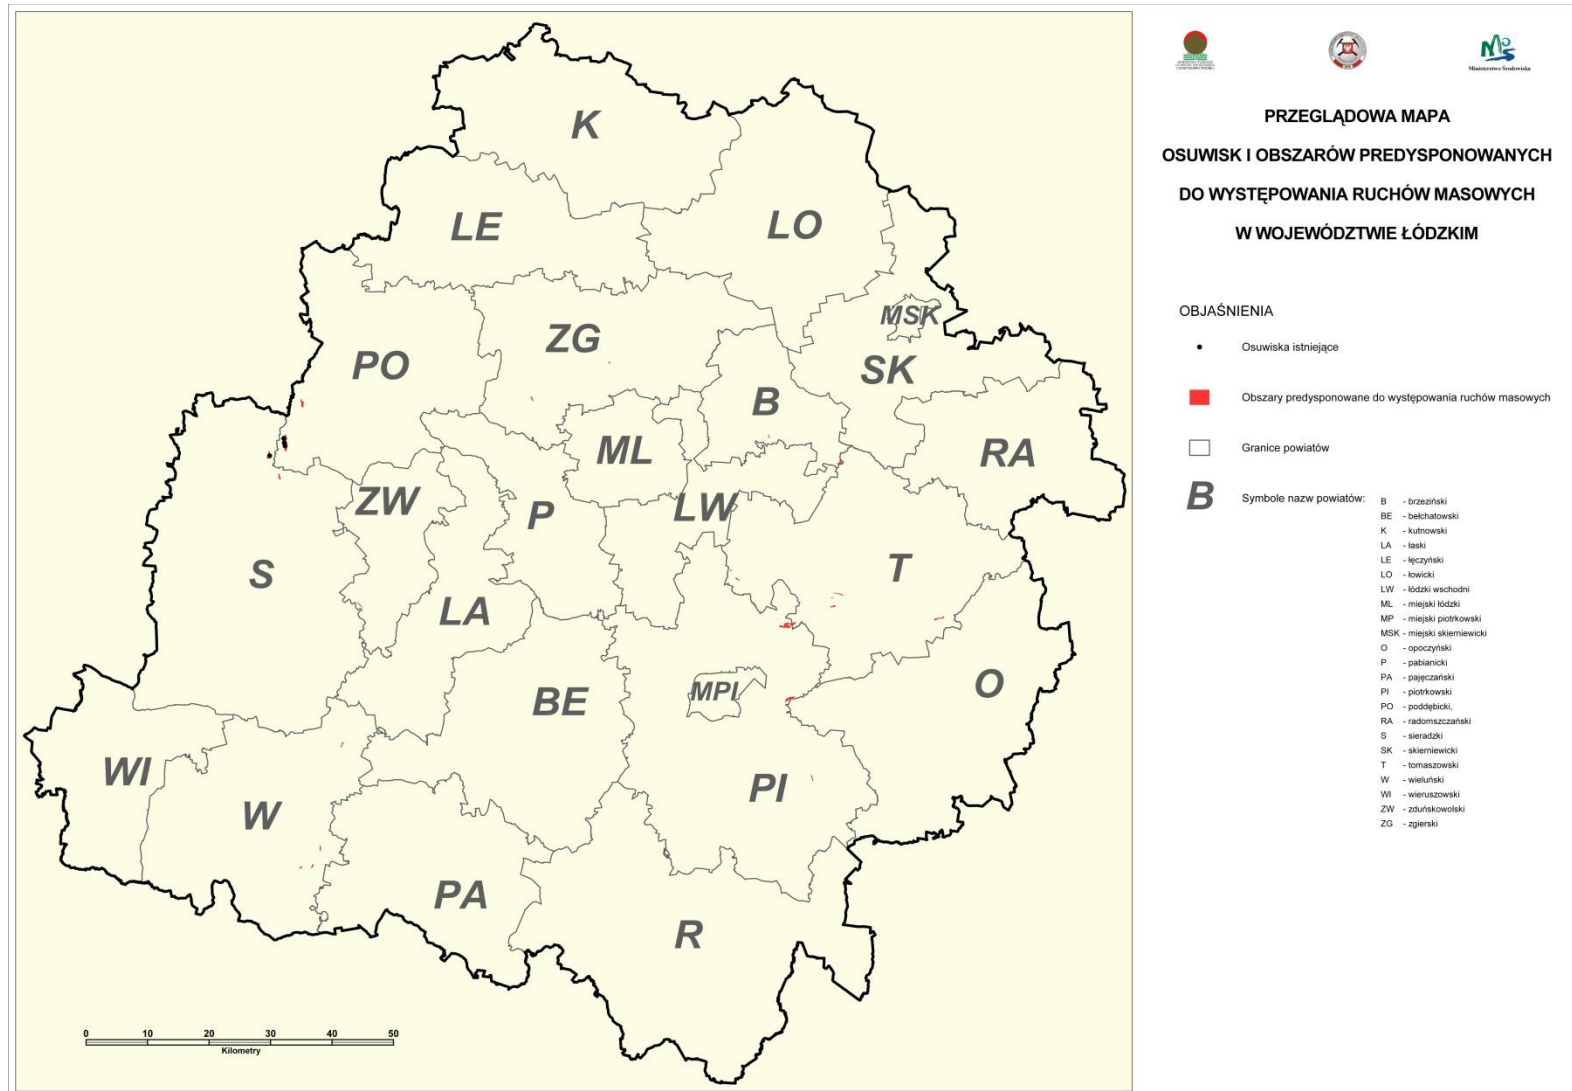 K
LE
LO
MSK
ZG
PO
SK
B
ML
RA
ZW
P
LW
S
T
LA
MPI
O
BE
WI
PI
W
PA
R
0 10 20 30 40 50
Kilometry
Ministerstwo Środowiska
PRZEGLĄDOWA MAPA
OSUWISK I OBSZARÓW PREDYSPONOWANYCH
DO WYSTĘPOWANIA RUCHÓW MASOWYCH
W WOJEWÓDZTWIE ŁÓDZKIM
OBJAŚNIENIA
Osuwiska istniejące
Obszary predysponowane do występowania ruchów masowych
Granice powiatów
B Symbole nazw powiatów:
B - brzeziński
BE - bełchatowski
K - kutnowski
LA - łaski
LE - łęczyński
LO - łowicki
LW - łódzki wschodni
ML - miejski łódzki
MP - miejski piotrkowski
MSK - miejski skierniewicki
O - opoczyński
P - pabianicki
PA - pajęczański
PI - piotrkowski
PO - poddębicki,
RA - radomszczański
S - sieradzki
SK - skierniewicki
T - tomaszowski
W - wieluński
WI - wieruszowski
ZW - zduńskowolski
ZG - zgierski